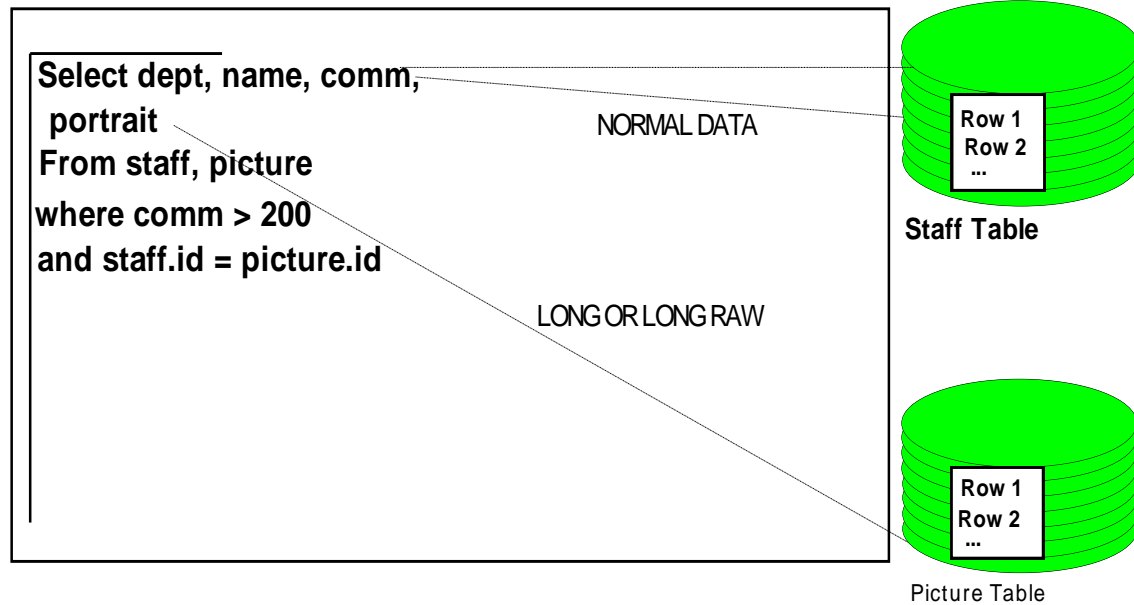 Select dept, name, comm,
portrait
From staff, picture
where comm > 200
and staff.id = picture.id
NORMAL DATA
LONG OR LONG RAW
Row 1
Row 2
...
Staff Table
Row 1
Row 2
...
Picture Table